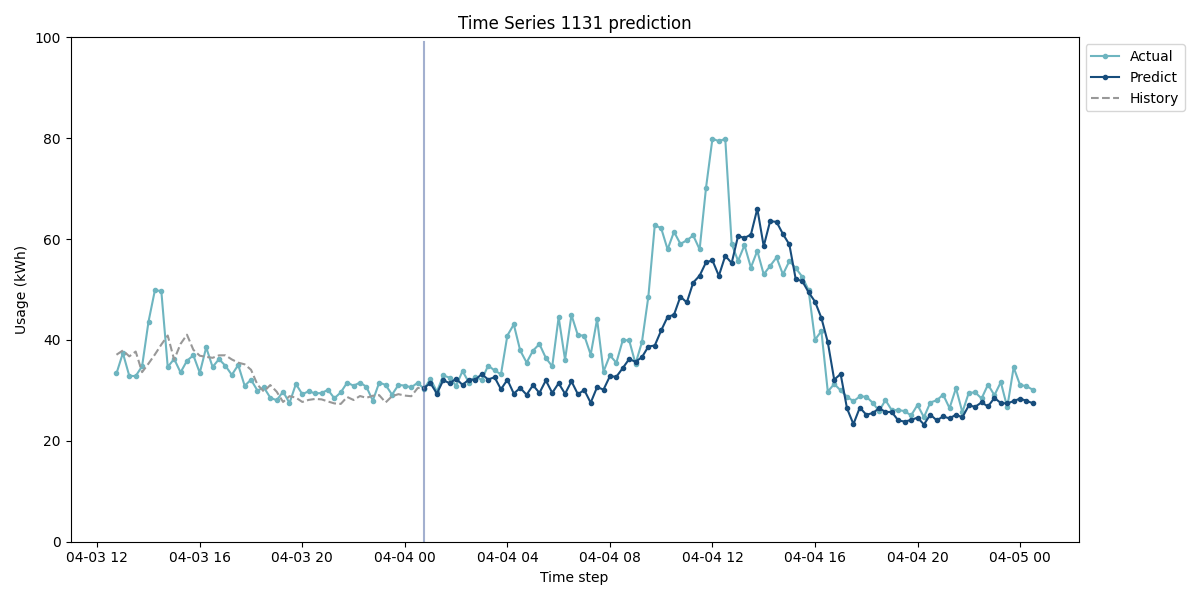 Time Series 1131 prediction
100
80
60
40
20
0
Usage (kWh)
04-03 12
04-03 16
04-03 20
04-04 00
04-04 04
04-04 08
04-04 12
04-04 16
04-04 20
04-05 00
Time step
Actual
Predict
History